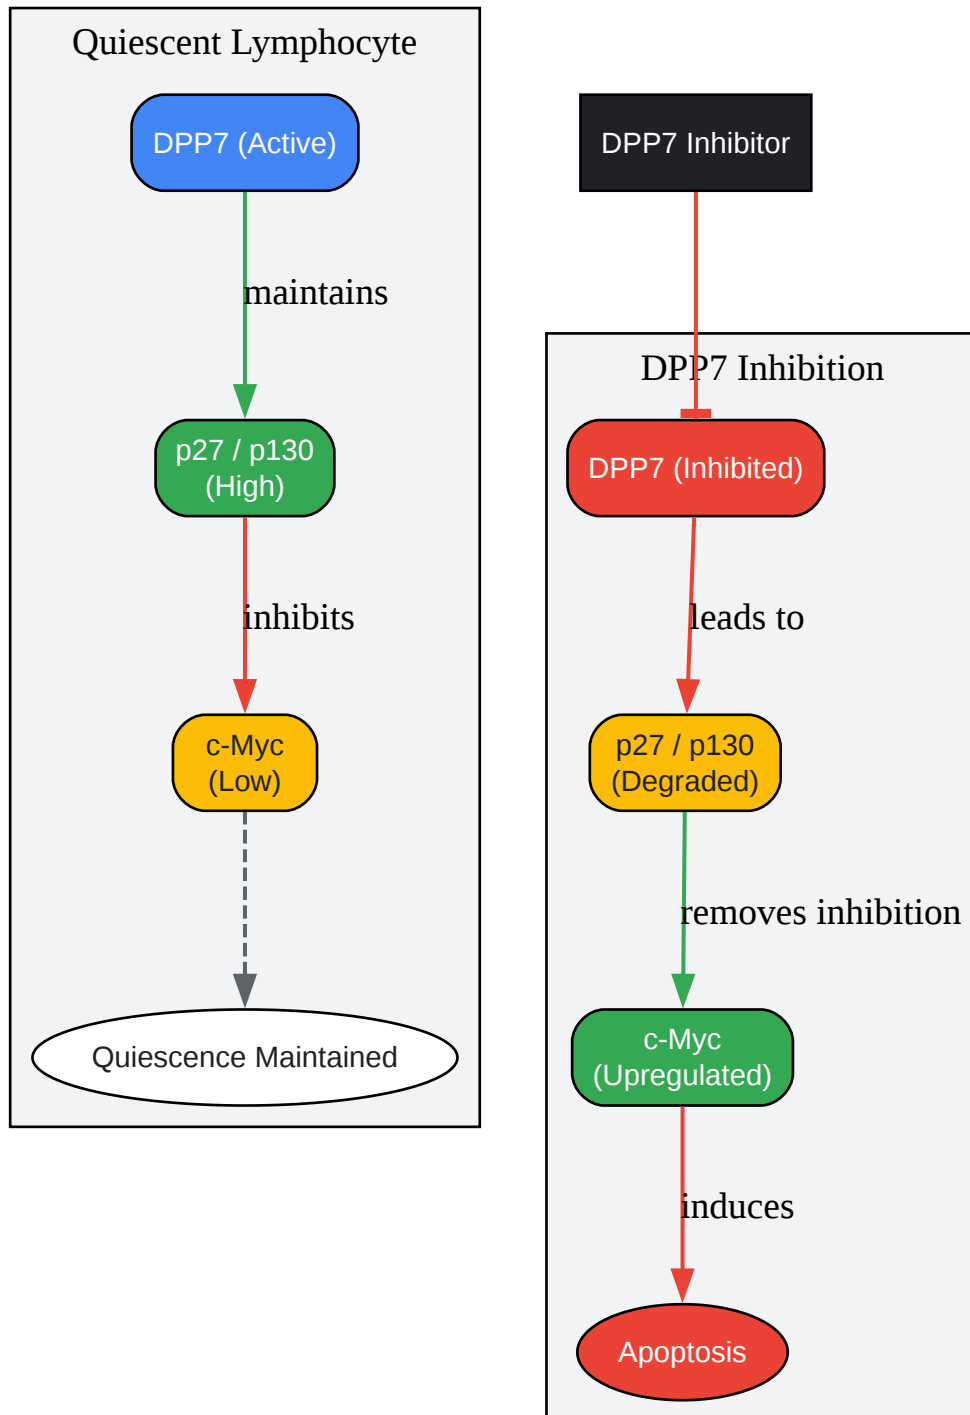 Quiescent Lymphocyte
DPP7 (Active)
maintains
p27 / p130
(High)
inhibits
c-Myc
(Low)
Quiescence Maintained
DPP7 Inhibitor
DPP7 Inhibition
DPP7 (Inhibited)
leads to
p27 / p130
(Degraded)
removes inhibition
c-Myc
(Upregulated)
induces
Apoptosis